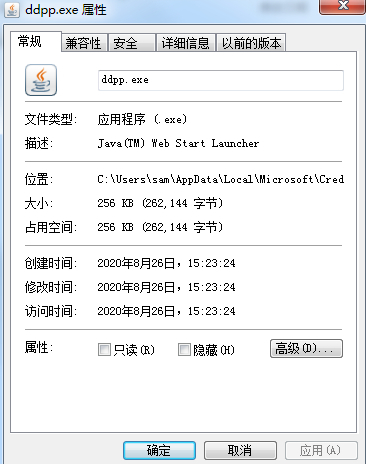 ddpp.exe 属性
常规 兼容性 安全 详细信息 以前的版本
ddpp.exe
文件类型: 应用程序 (.exe)
描述: Java(TM) Web Start Launcher
位置: C:\Users\sam\AppData\Local\Microsoft\Cred
大小: 256 KB (262,144 字节)
占用空间: 256 KB (262,144 字节)
创建时间: 2020年8月26日，15:23:24
修改时间: 2020年8月26日，15:23:24
访问时间: 2020年8月26日，15:23:24
属性: 只读(R) 隐藏(H) 高级(D)...
确定 取消 应用(A)